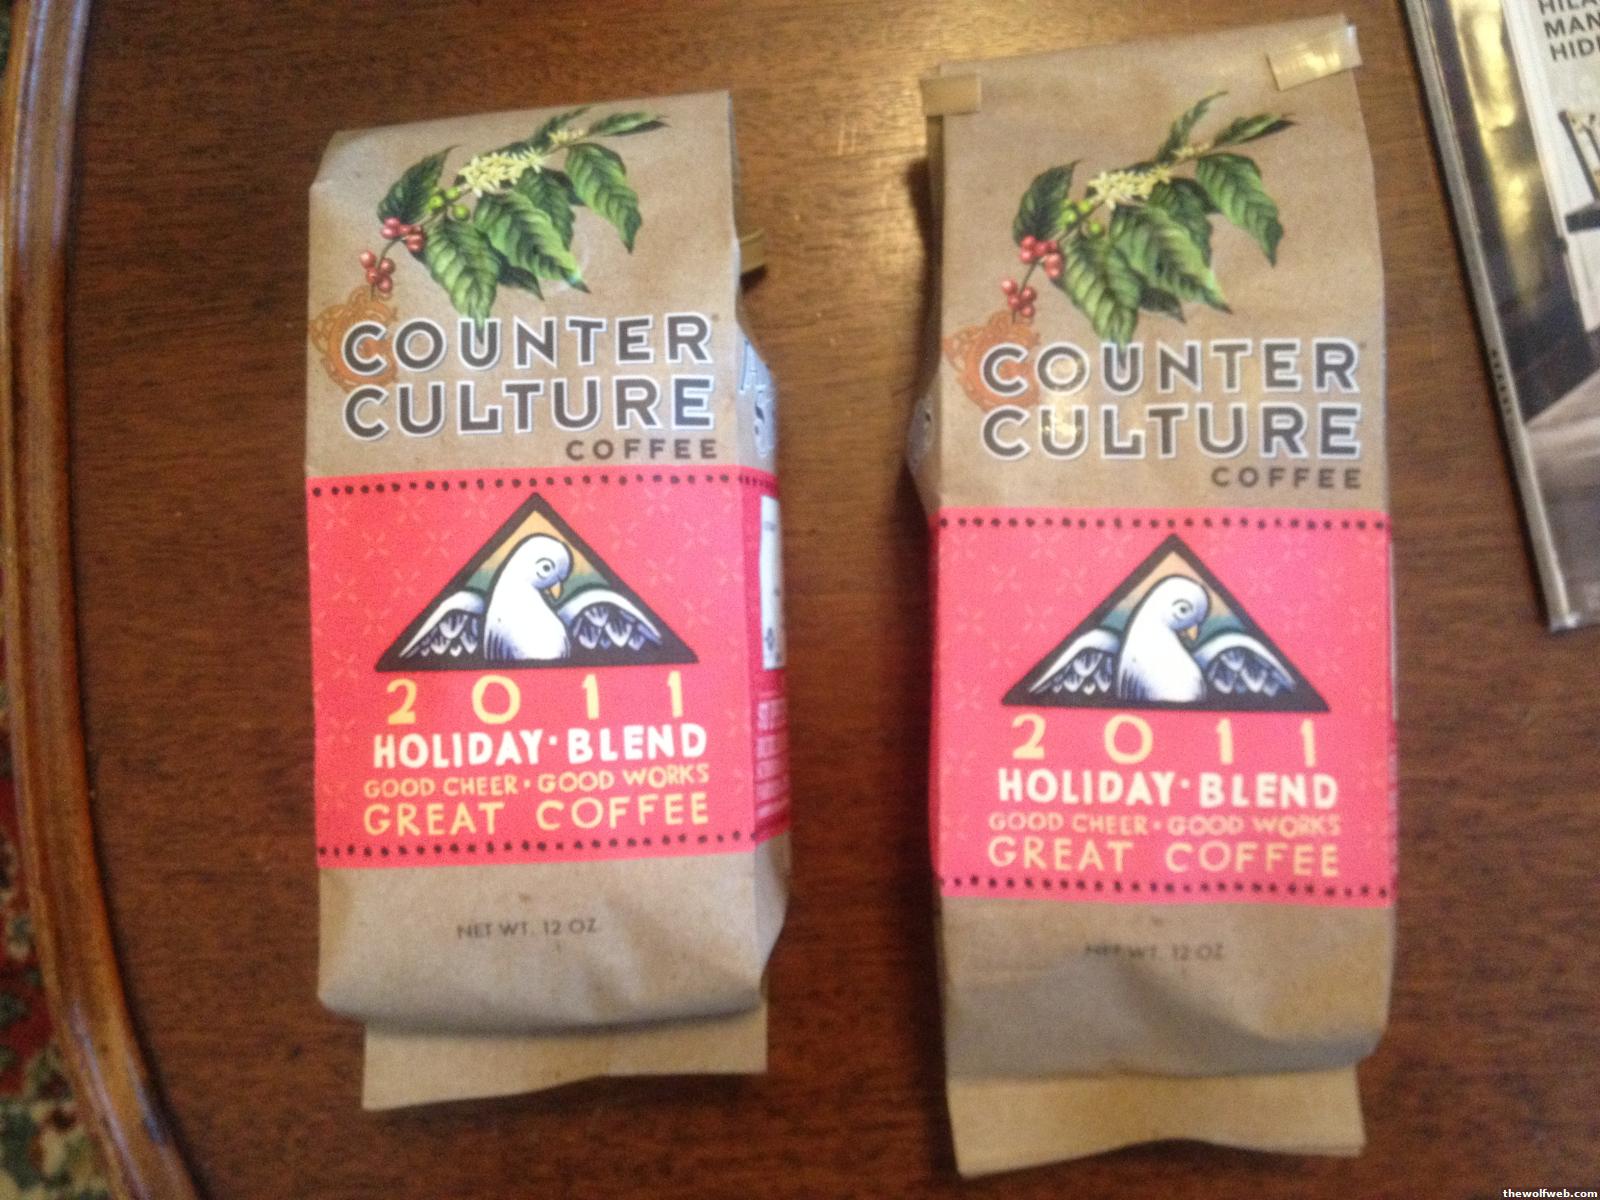 COUNTER
CULTURE
COFFEE
2011
HOLIDAY · BLEND
GOOD CHEER · GOOD WORKS
GREAT COFFEE
NET WT. 12 OZ.
COUNTER
CULTURE
COFFEE
2011
HOLIDAY · BLEND
GOOD CHEER · GOOD WORKS
GREAT COFFEE
NET WT. 12 OZ
MAN
thewolfweb.com